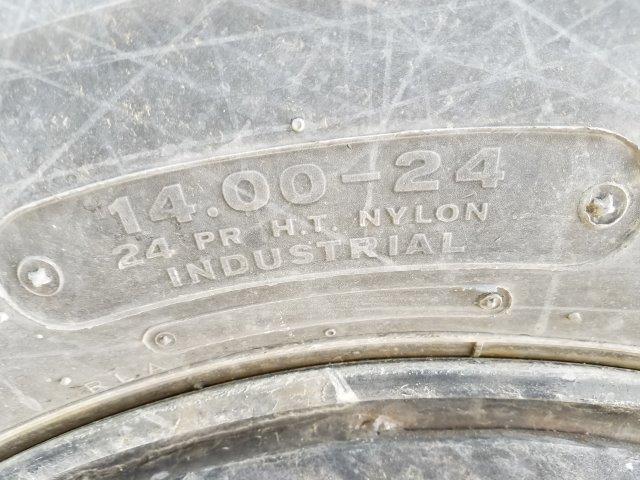 14.00-24
24 PR H.T. NYLON
INDUSTRIAL